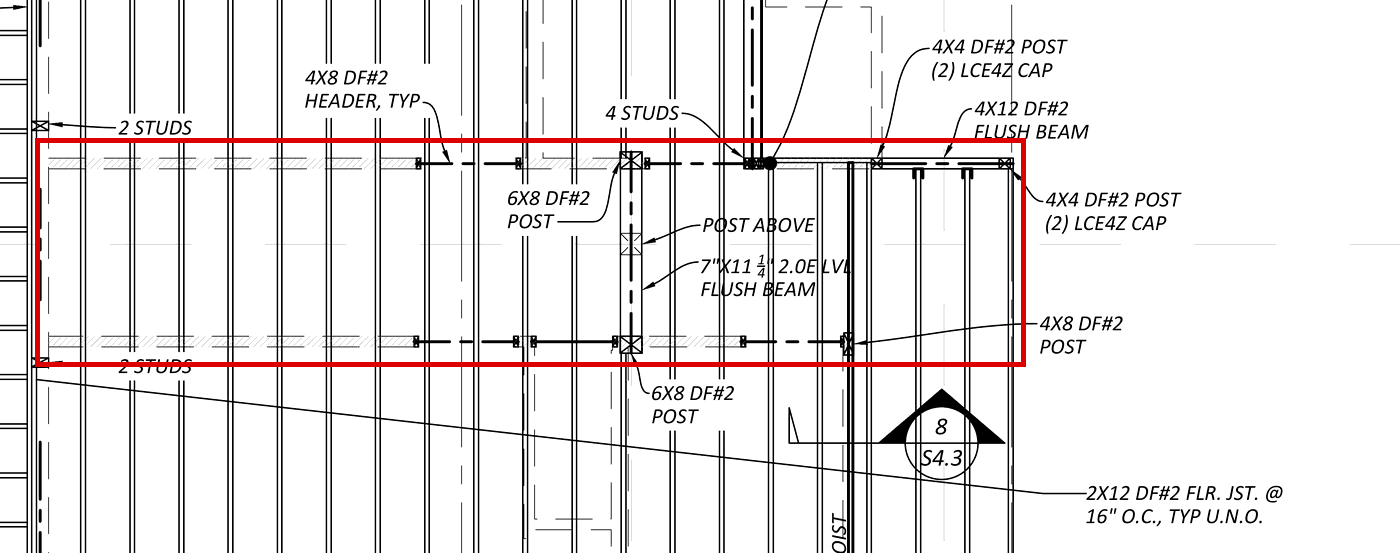 4X4 DF#2 POST
(2) LCE4Z CAP
4X8 DF#2
HEADER, TYP
4X12 DF#2
FLUSH BEAM
2 STUDS
4 STUDS
6X8 DF#2
POST
4X4 DF#2 POST
(2) LCE4Z CAP
POST ABOVE
7"X11 1/4" 2.0E LVL
FLUSH BEAM
4X8 DF#2
POST
2 STUDS
6X8 DF#2
POST
8
S4.3
2X12 DF#2 FLR. JST. @
16" O.C., TYP U.N.O.